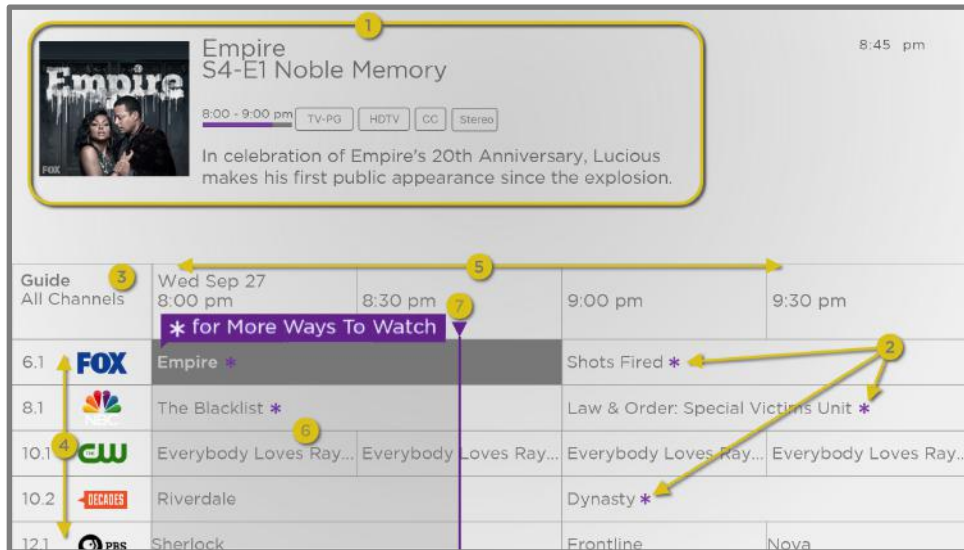 1
Empire
S4-E1 Noble Memory
8:45 pm
Empire
FOX
8:00 - 9:00 pm TV-PG HDTV CC Stereo
In celebration of Empire's 20th Anniversary, Lucious
makes his first public appearance since the explosion.
Guide 3
All Channels
Wed Sep 27
5
8:00 pm 8:30 pm 7 9:00 pm 9:30 pm
* for More Ways To Watch
2
6.1 FOX Empire * Shots Fired *
8.1 NBC The Blacklist * Law & Order: Special Victims Unit *
4
6
10.1 THE CW Everybody Loves Ray... Everybody Loves Ray... Everybody Loves Ray... Everybody Loves Ray...
10.2 DECADES Riverdale Dynasty *
12.1 PBS Sherlock Frontline Nova